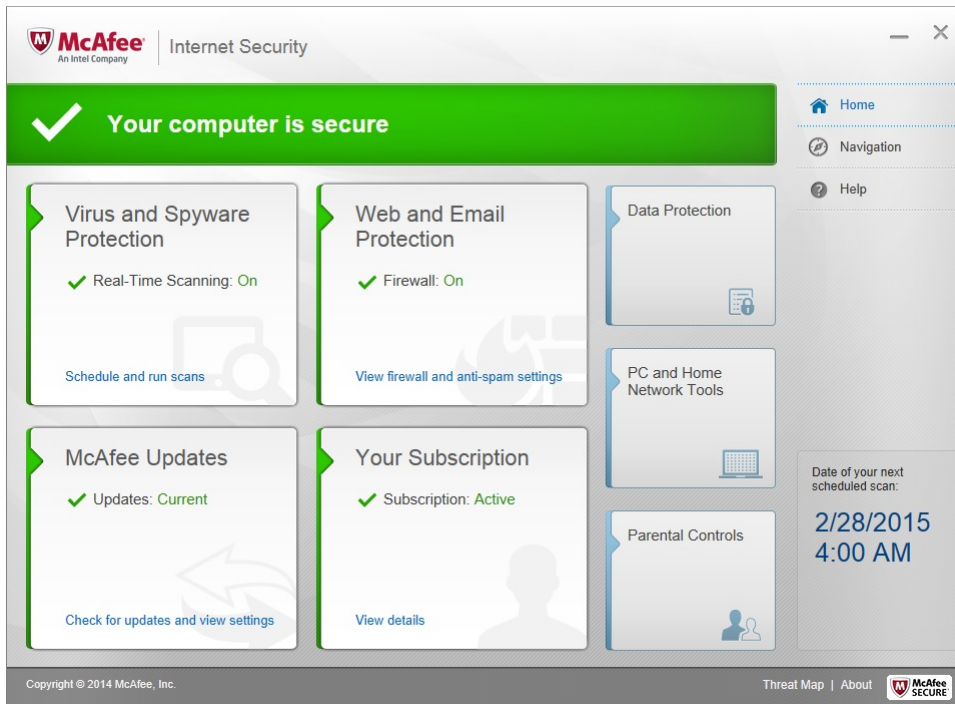 McAfee
An Intel Company
Internet Security
Your computer is secure
Home
Navigation
Help
Virus and Spyware
Protection
Real-Time Scanning: On
Schedule and run scans
Web and Email
Protection
Firewall: On
View firewall and anti-spam settings
Data Protection
PC and Home
Network Tools
McAfee Updates
Updates: Current
Check for updates and view settings
Your Subscription
Subscription: Active
View details
Parental Controls
Date of your next
scheduled scan:
2/28/2015
4:00 AM
Copyright © 2014 McAfee, Inc.
Threat Map | About
McAfee
SECURE